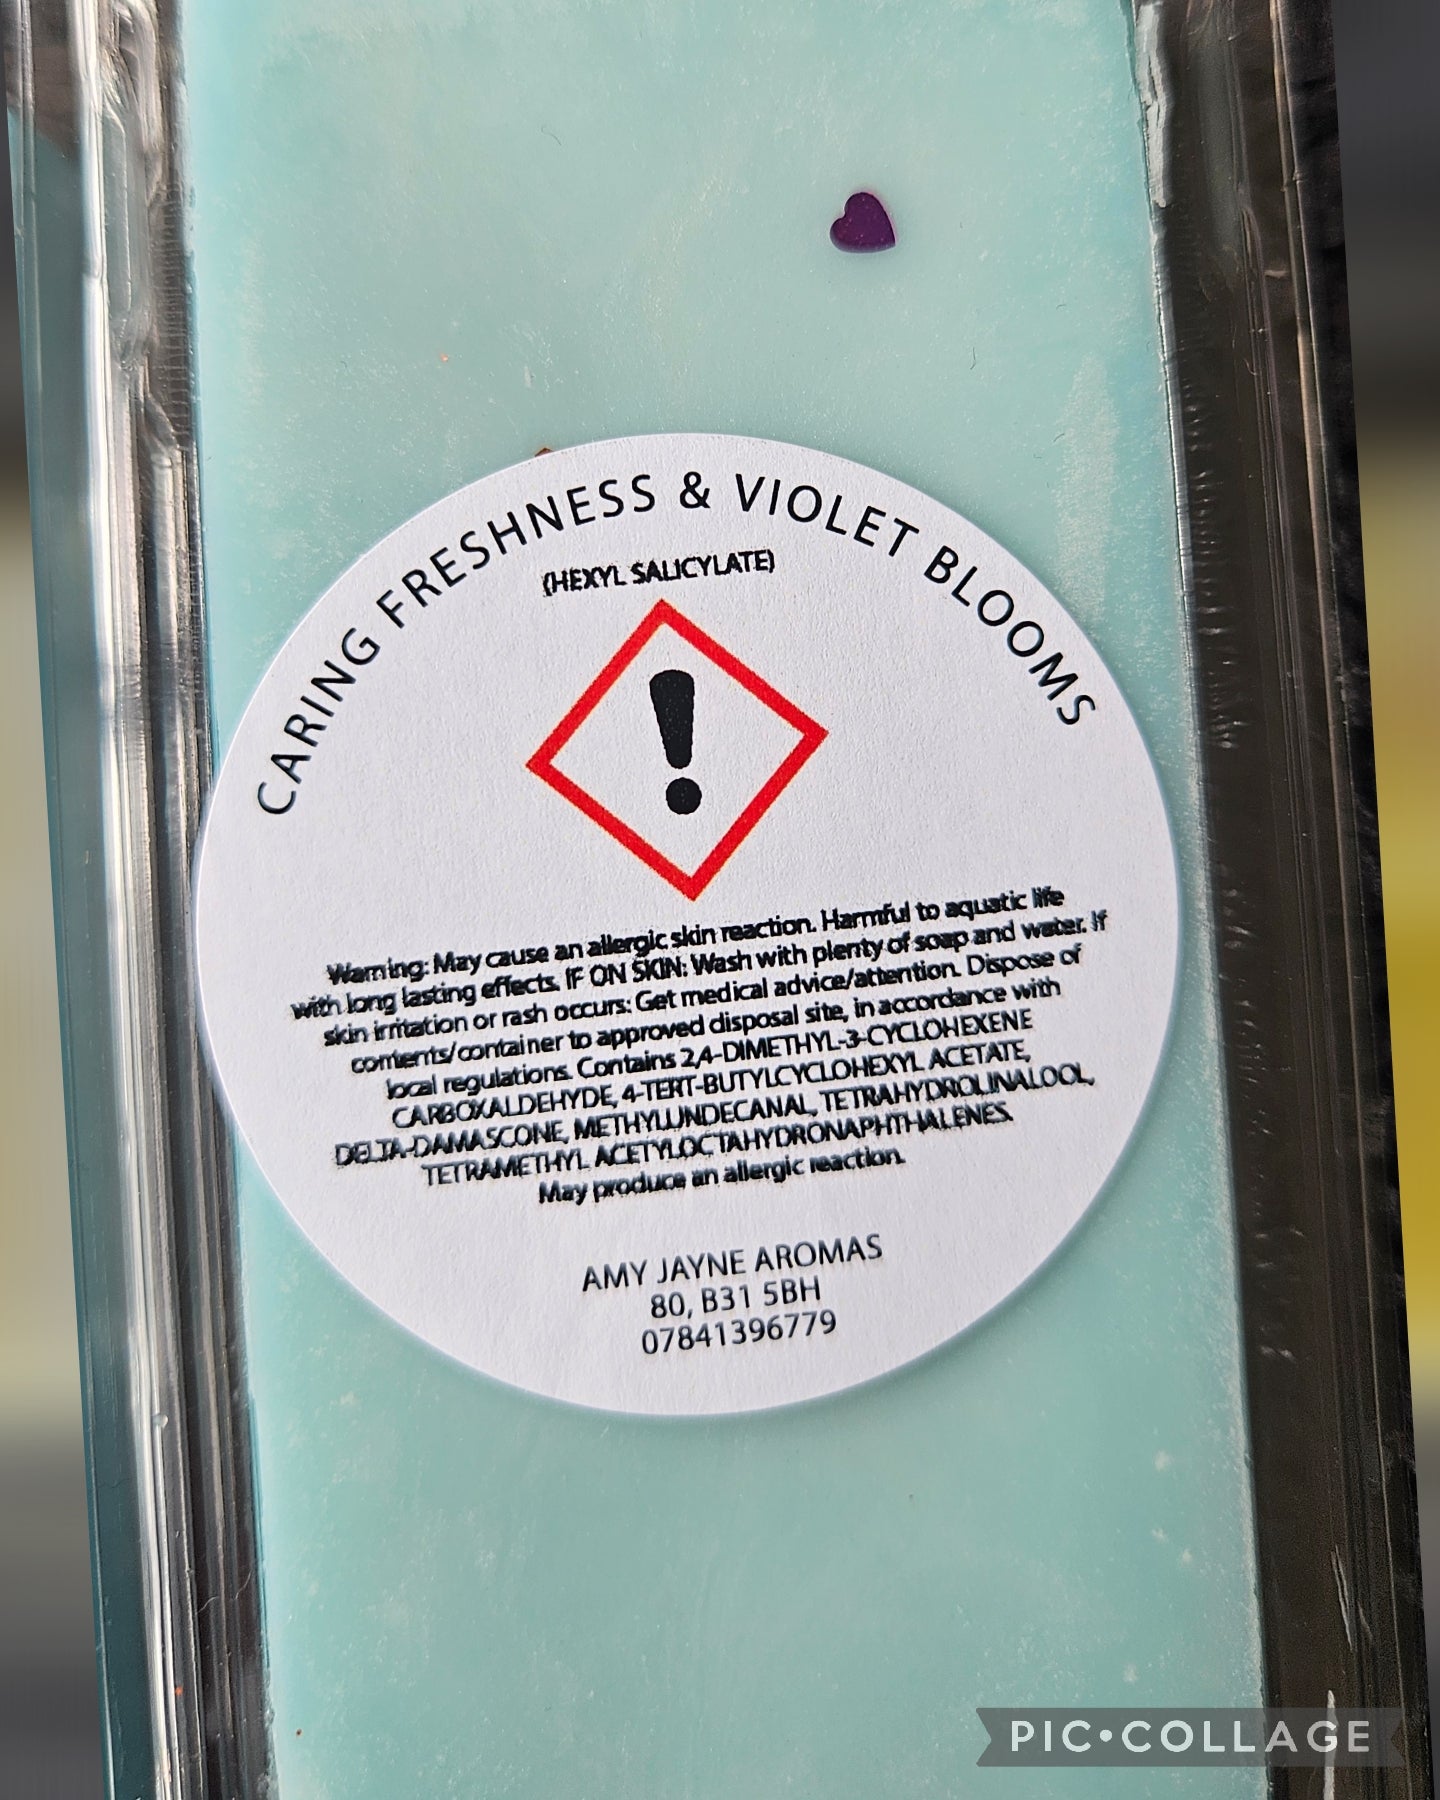 CARING FRESHNESS & VIOLET BLOOMS
(HEXYL SALICYLATE)
Warning: May cause an allergic skin reaction. Harmful to aquatic life
with long lasting effects. IF ON SKIN: Wash with plenty of soap and water. If
skin irritation or rash occurs: Get medical advice/attention. Dispose of
contents/container to approved disposal site, in accordance with
local regulations. Contains 2,4-DIMETHYL-3-CYCLOHEXENE
CARBOXALDEHYDE, 4-TERT-BUTYLCYCLOHEXYL ACETATE,
DELTA-DAMASCONE, METHYLUNDECANAL, TETRAHYDROLINALOOL,
TETRAMETHYL ACETYLOCTAHYDRONAPHTHALENES.
May produce an allergic reaction.
AMY JAYNE AROMAS
80, B31 5BH
07841396779
PIC•COLLAGE